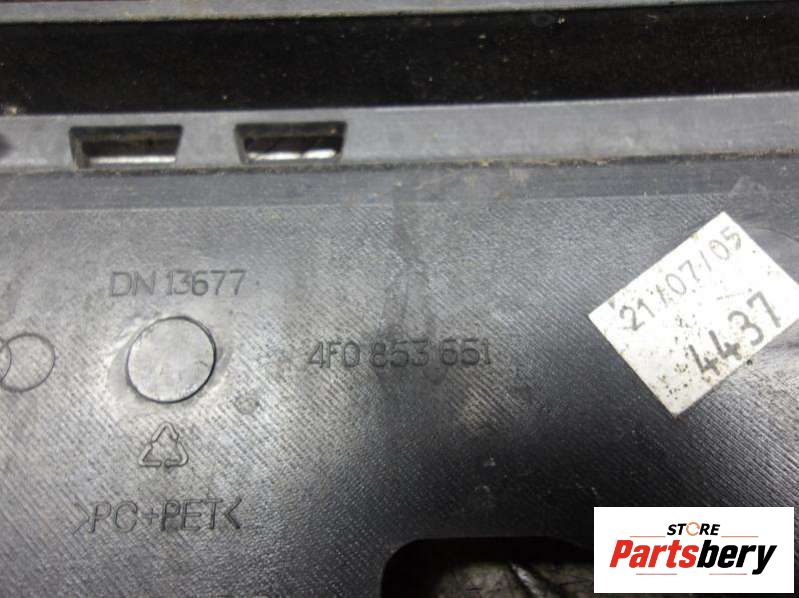 DN 13677
4F0 853 651
>PC+PET<
21/07/05
4437
STORE
Partsbery